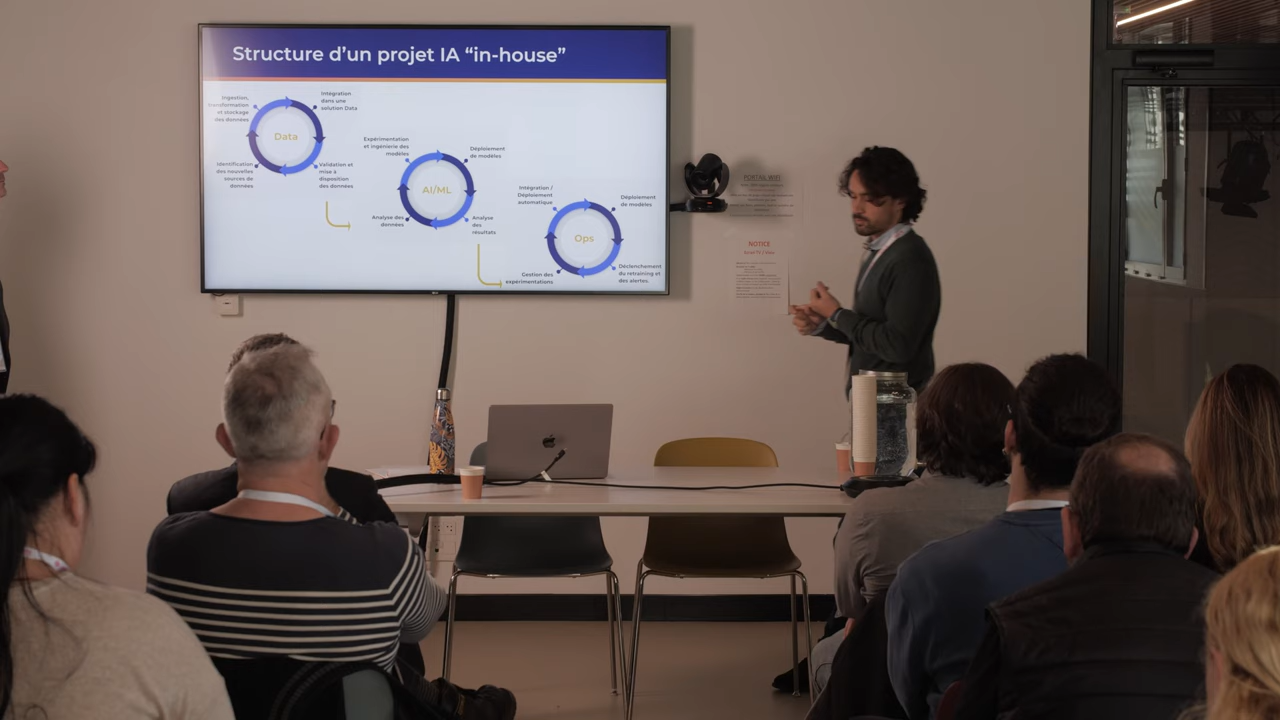 Structure d'un projet IA “in-house”
Ingestion,
transformation
et stockage
des données
Intégration
dans une
solution Data
Data
Identification
des nouvelles
sources de
données
Validation et
mise à
disposition
des données
Expérimentation
et ingénierie des
modèles
Déploiement
de modèles
AI/ML
Analyse des
données
Analyse
des
résultats
Intégration /
Déploiement
automatique
Déploiement
de modèles
Ops
Gestion des
expérimentations
Déclenchement
du retraining et
des alertes.
PORTAIL WIFI
NOTICE